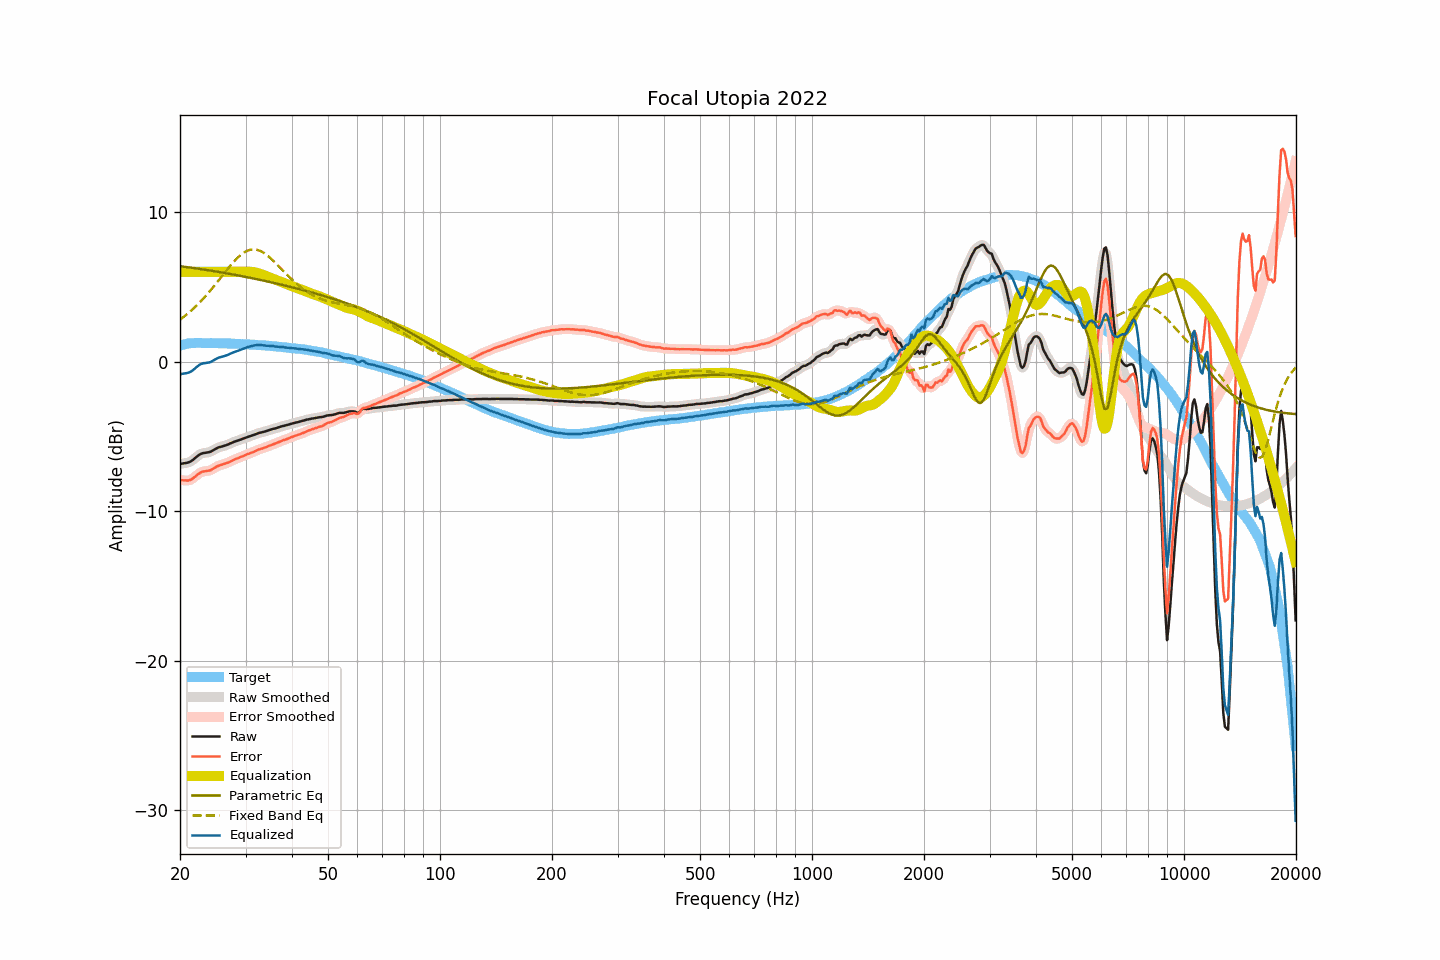 Focal Utopia 2022
Amplitude (dBr)
10
0
−10
−20
−30
Target
Raw Smoothed
Error Smoothed
Raw
Error
Equalization
Parametric Eq
Fixed Band Eq
Equalized
20 50 100 200 500 1000 2000 5000 10000 20000
Frequency (Hz)